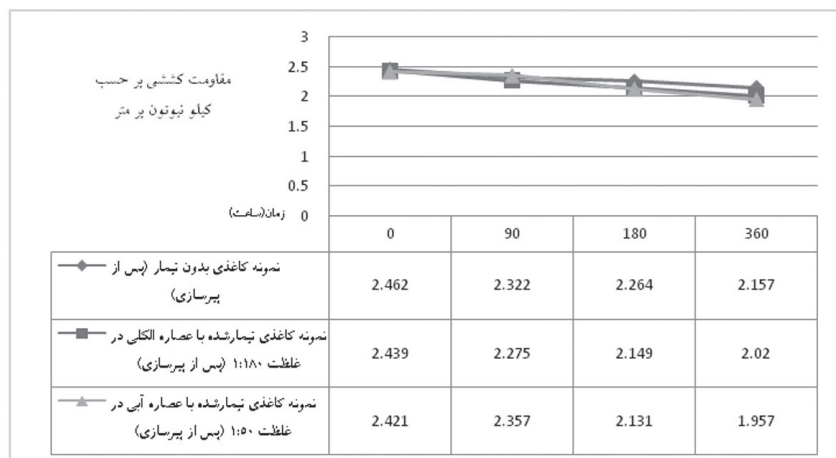 3
2.5
2
1.5
1
0.5
0
مقاومت کششی بر حسب
کیلو نیوتون بر متر
زمان(ساعت)
0 90 180 360
نمونه کاغذی بدون تیمار (پس از
پیرسازی)
2.462 2.322 2.264 2.157
نمونه کاغذی تیمارشده با عصاره الکلی در
غلظت ۱:۱۸۰ (پس از پیرسازی)
2.439 2.275 2.149 2.02
نمونه کاغذی تیمارشده با عصاره آبی در
غلظت ۱:۵۰ (پس از پیرسازی)
2.421 2.357 2.131 1.957